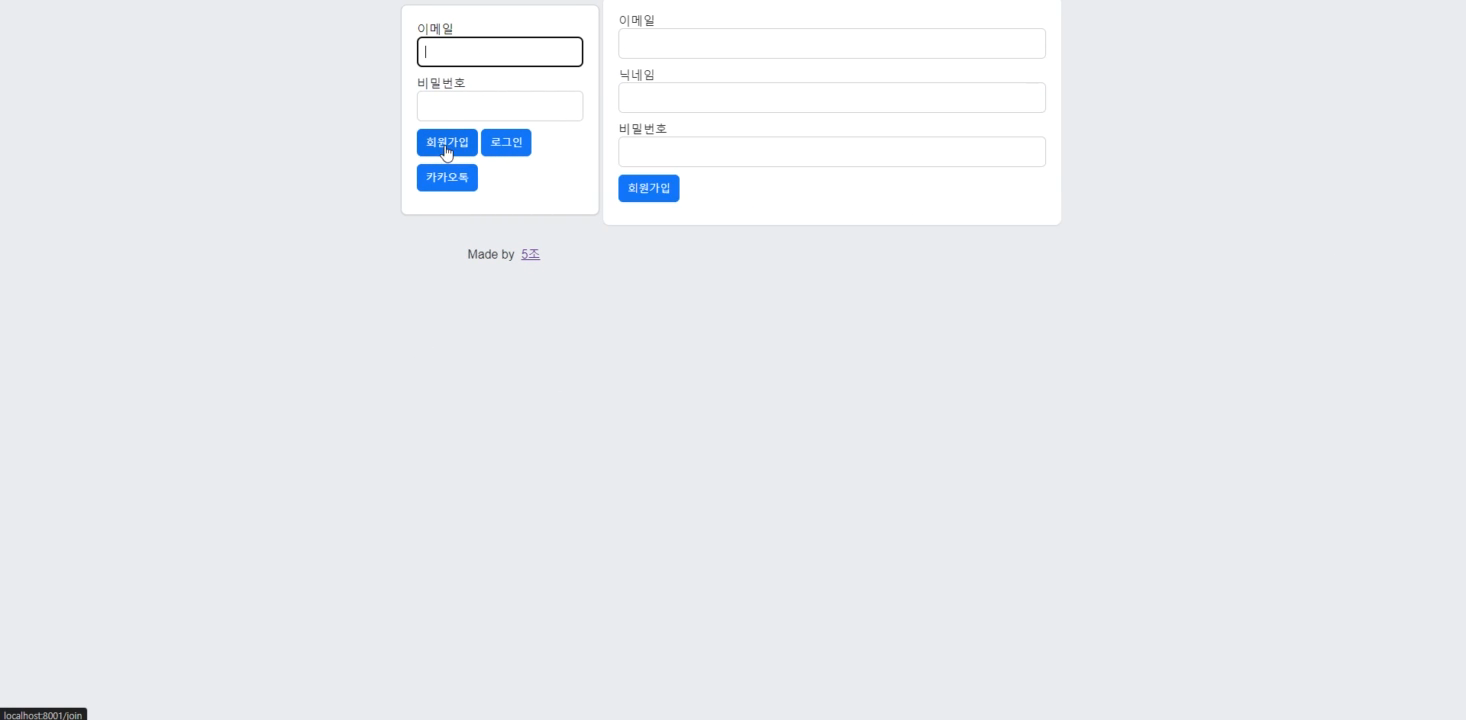 이메일
비밀번호
회원가입 로그인
카카오톡
Made by 5조
이메일
닉네임
비밀번호
회원가입
localhost:8001/join